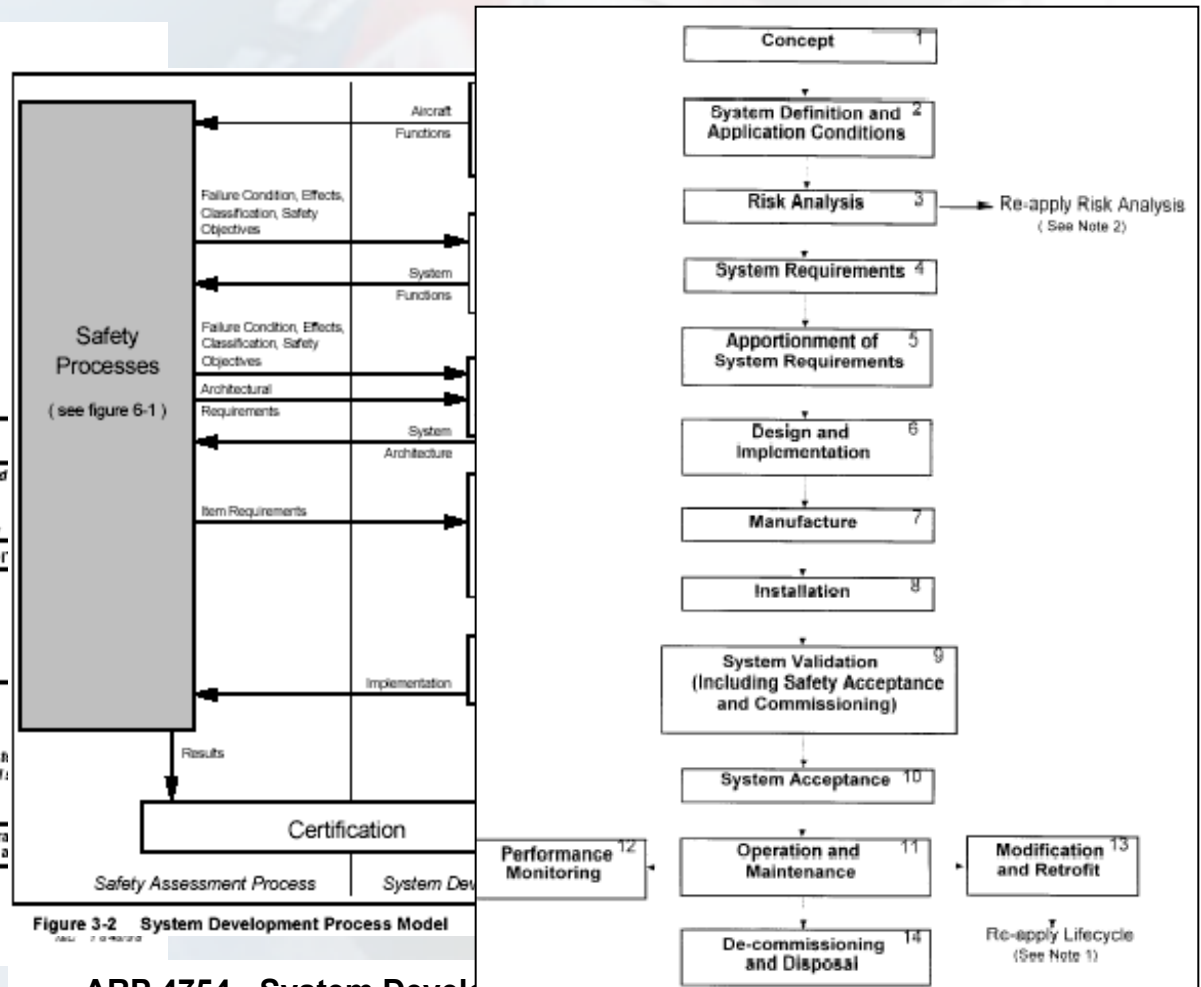 Aircraft
Functions
Failure Condition, Effects,
Classification, Safety
Objectives
System
Functions
Safety
Processes
( see figure 6-1 )
Failure Condition, Effects,
Classification, Safety
Objectives
Architectural
Requirements
System
Architecture
Item Requirements
Implementation
Results
Certification
Safety Assessment Process
System Dev
Figure 3-2 System Development Process Model
Concept 1
System Definition and 2
Application Conditions
Risk Analysis 3
Re-apply Risk Analysis
( See Note 2)
System Requirements 4
Apportionment of 5
System Requirements
Design and 6
Implementation
Manufacture 7
Installation 8
System Validation 9
(Including Safety Acceptance
and Commissioning)
System Acceptance 10
Performance 12
Monitoring
Operation and 11
Maintenance
Modification 13
and Retrofit
De-commissioning 14
and Disposal
Re-apply Lifecycle
(See Note 1)
ARP 4754 - System Devel